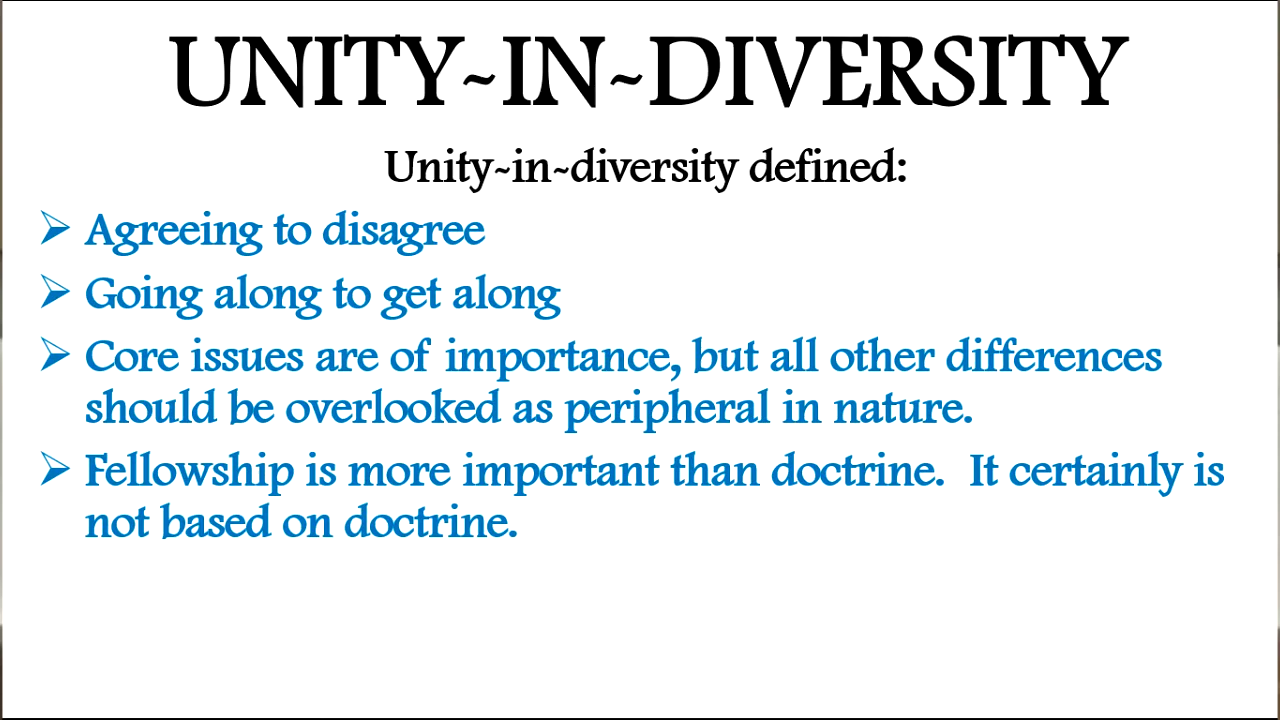 UNITY-IN-DIVERSITY
Unity-in-diversity defined:
➢ Agreeing to disagree
➢ Going along to get along
➢ Core issues are of importance, but all other differences
should be overlooked as peripheral in nature.
➢ Fellowship is more important than doctrine.  It certainly is
not based on doctrine.